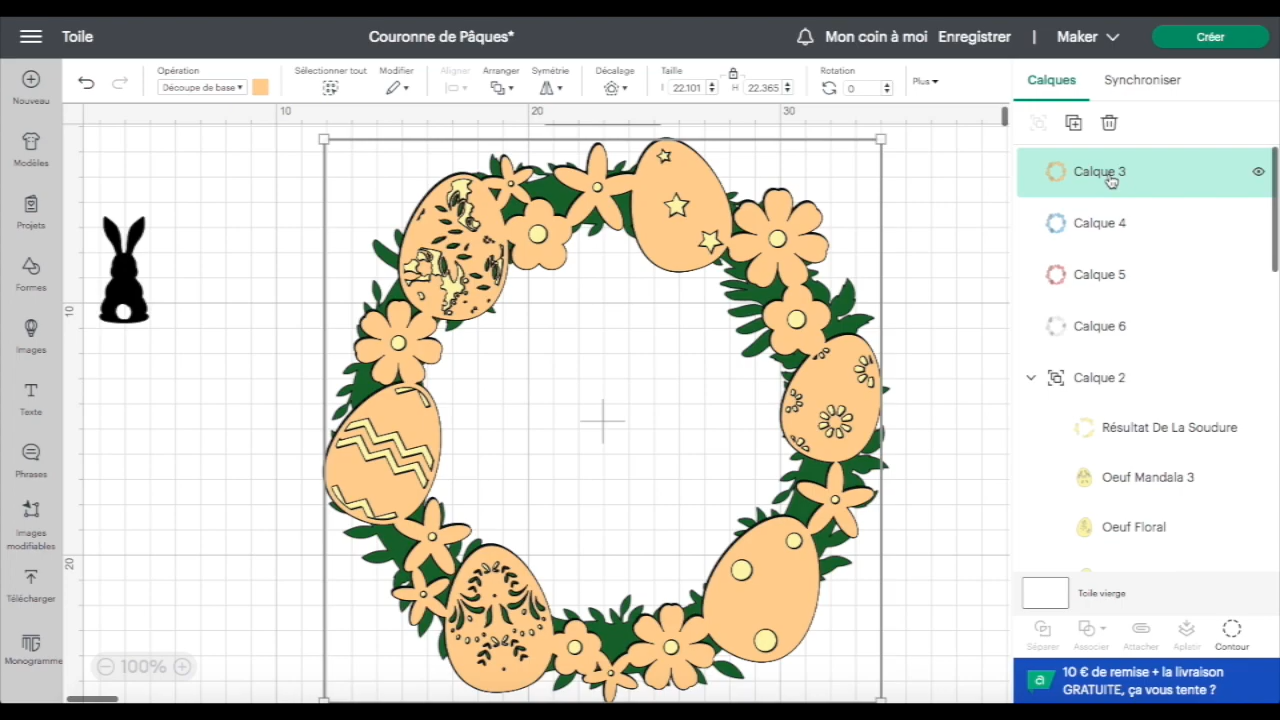 Toile
Couronne de Pâques*
Mon coin à moi
Enregistrer
|
Maker
Créer
Nouveau
Modèles
Projets
Formes
Images
Texte
Phrases
Images
modifiables
Télécharger
Monogramme
Opération
Découpe de base
Sélectionner tout
Modifier
Aligner
Arranger
Symétrie
Décalage
Taille
l 22.101
H 22.365
Rotation
0
Plus
10
20
30
10
20
100%
Calques
Synchroniser
Calque 3
Calque 4
Calque 5
Calque 6
Calque 2
Résultat De La Soudure
Oeuf Mandala 3
Oeuf Floral
Toile vierge
Séparer
Associer
Attacher
Aplatir
Contour
a
10 € de remise + la livraison
GRATUITE, ça vous tente ?